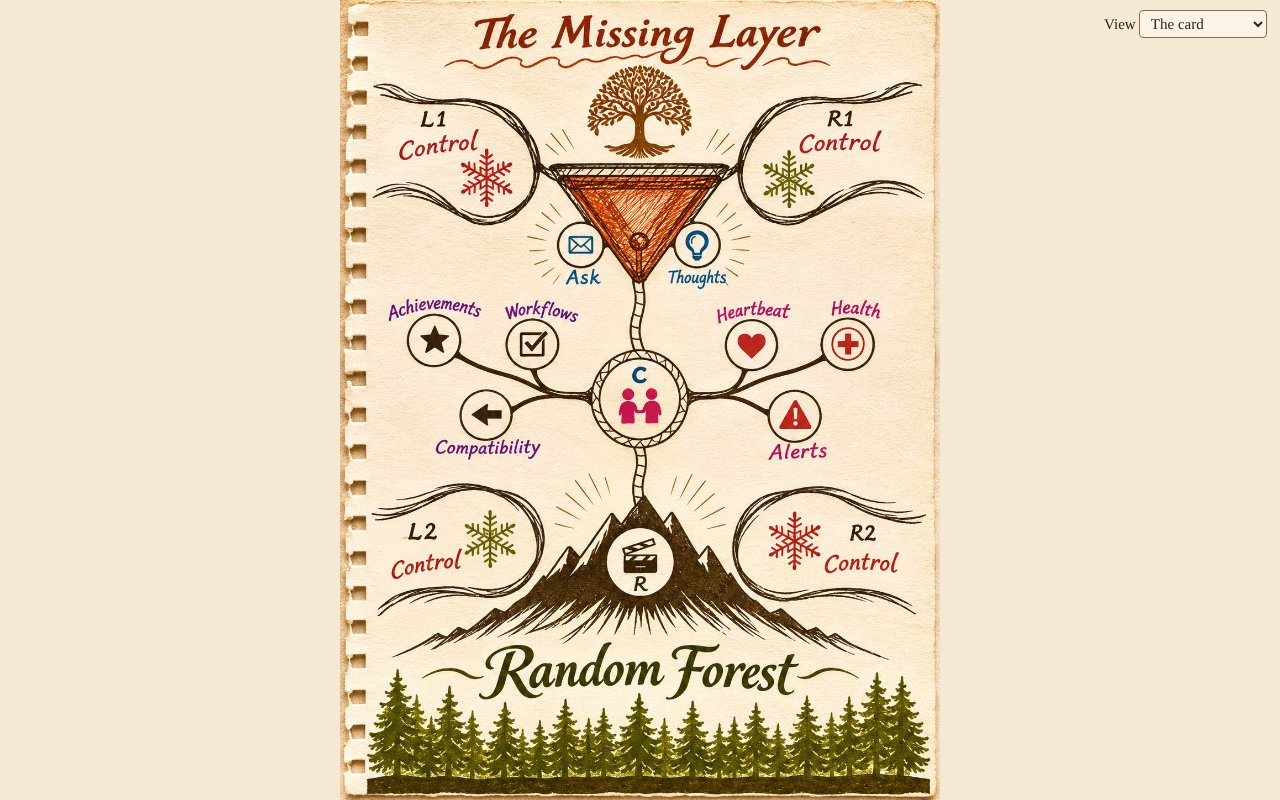 View The card
The Missing Layer
L1
Control
R1
Control
Ask
Thoughts
Achievements
Workflows
Heartbeat
Health
C
Compatibility
Alerts
L2
Control
R2
Control
R
Random Forest